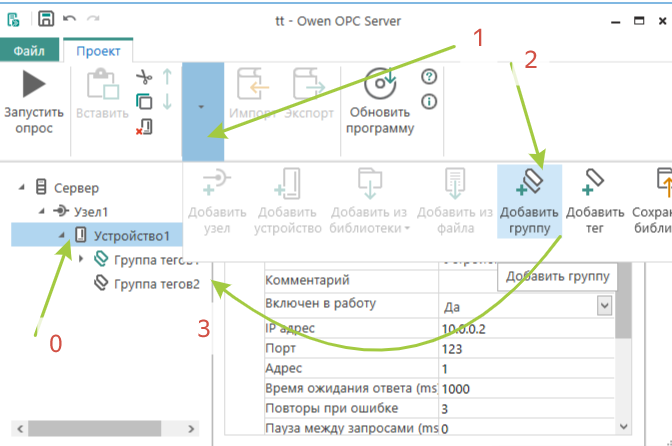 tt - Owen OPC Server
Файл Проект
1
2
Запустить опрос
Вставить
Импорт Экспорт
Обновить программу
Сервер
Узел1
Устройство1
Группа тегов1
Группа тегов2
0
3
Добавить узел
Добавить устройство
Добавить из библиотеки
Добавить из файла
Добавить группу
Добавить тег
Добавить группу
Комментарий
Включен в работу Да
IP адрес 10.0.0.2
Порт 123
Адрес 1
Время ожидания ответа (ms 1000
Повторы при ошибке 3
Пауза между запросами (ms 0